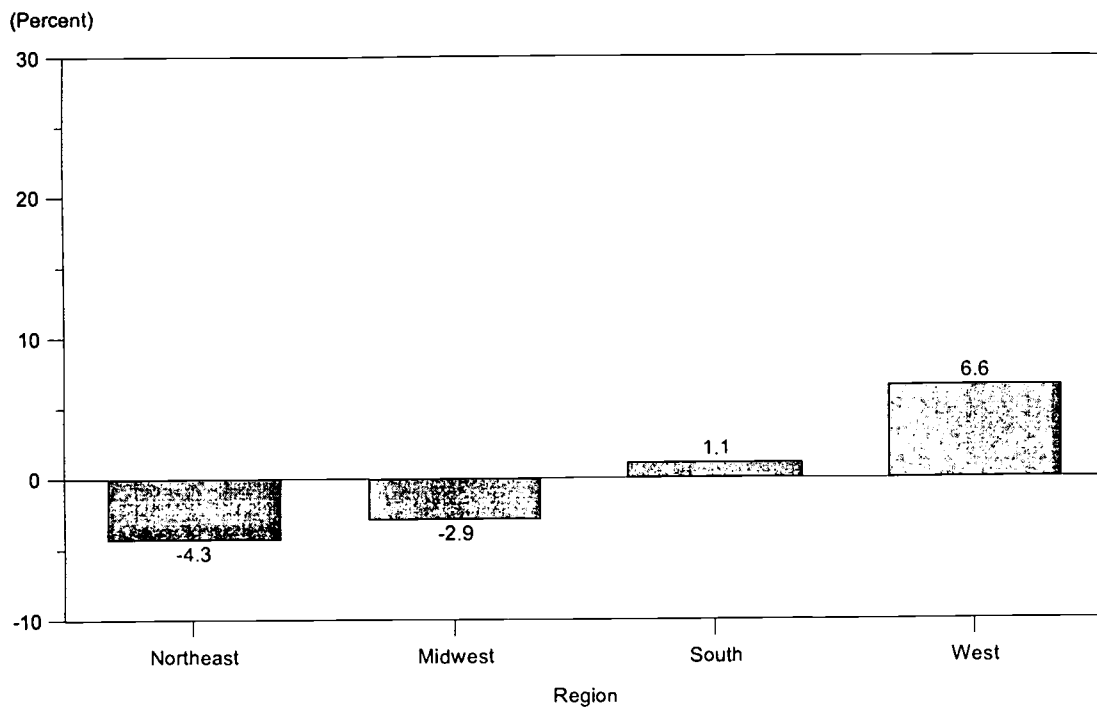 (Percent)
30
20
10
0
-10
-4.3
-2.9
1.1
6.6
Northeast
Midwest
South
West
Region